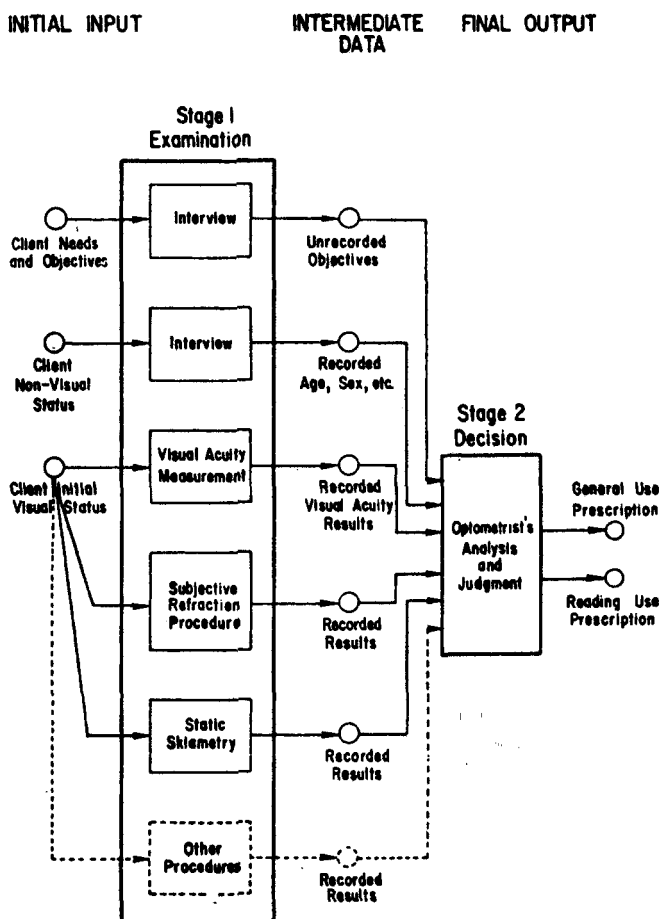 INITIAL INPUT
INTERMEDIATE
DATA
FINAL OUTPUT
Stage 1
Examination
Interview
Client Needs
and Objectives
Unrecorded
Objectives
Interview
Client
Non-Visual
Status
Recorded
Age, Sex, etc.
Visual Acuity
Measurement
Client Initial
Visual Status
Recorded
Visual Acuity
Results
Stage 2
Decision
Optometrist's
Analysis
and
Judgment
General Use
Prescription
Reading Use
Prescription
Subjective
Refraction
Procedure
Recorded
Results
Static
Skiametry
Recorded
Results
Other
Procedures
Recorded
Results